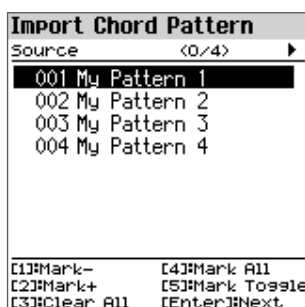 Import Chord Pattern
Source <0/4>
001 My Pattern 1
002 My Pattern 2
003 My Pattern 3
004 My Pattern 4
[1]:Mark- [4]:Mark All
[2]:Mark+ [5]:Mark Toggle
[3]:Clear All [Enter]:Next